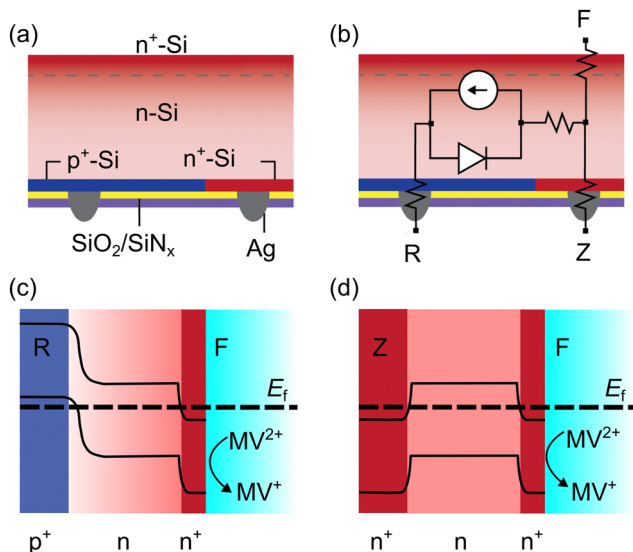 (a)
n⁺-Si
n-Si
p⁺-Si
n⁺-Si
SiO₂/SiNₓ
Ag
(b)
F
R
Z
(c)
R
F
E_f
MV²⁺
MV⁺
p⁺
n
n⁺
(d)
Z
F
E_f
MV²⁺
MV⁺
n⁺
n
n⁺